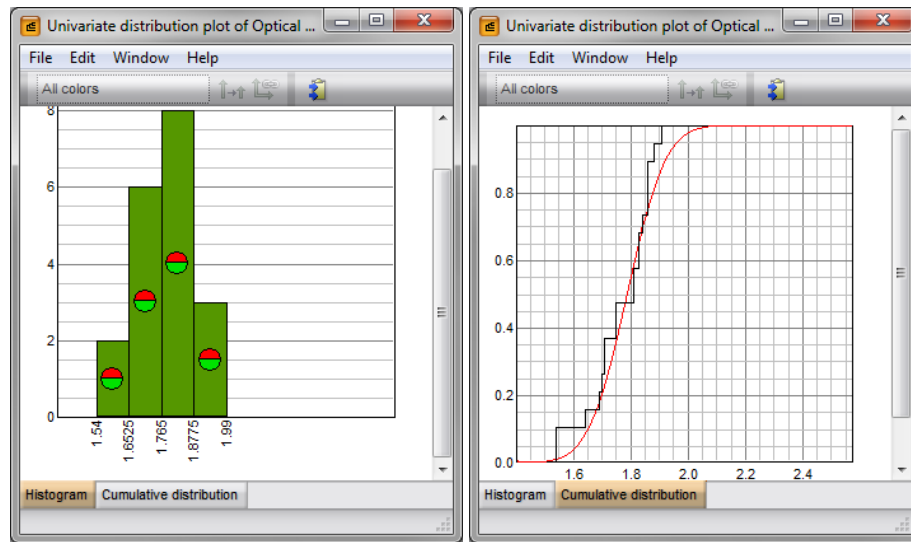 Univariate distribution plot of Optical ...
File Edit Window Help
All colors
8
6
4
2
0
1.54
1.6525
1.765
1.8775
1.99
Histogram Cumulative distribution
Univariate distribution plot of Optical ...
File Edit Window Help
All colors
0.8
0.6
0.4
0.2
0.0
1.6 1.8 2.0 2.2 2.4
Histogram Cumulative distribution